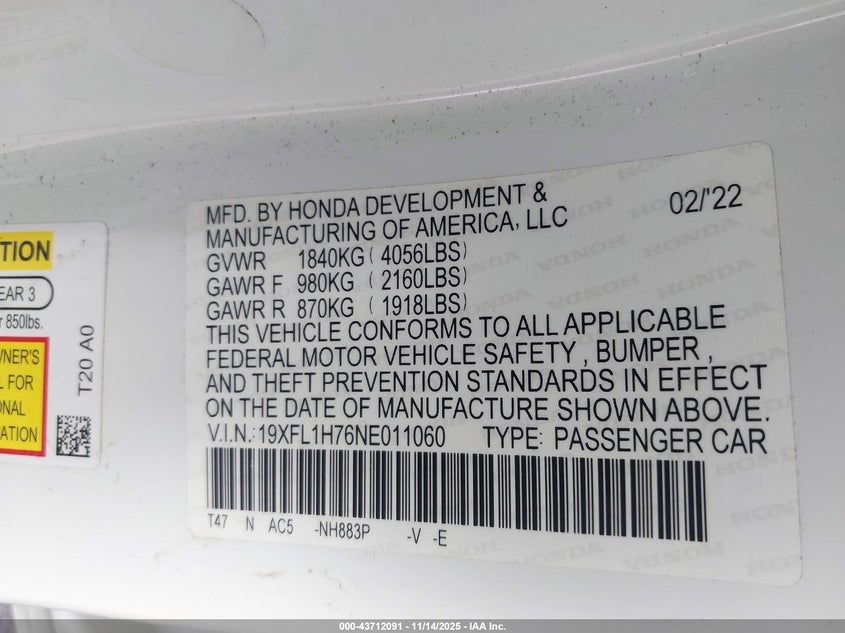 MFD. BY HONDA DEVELOPMENT &
MANUFACTURING OF AMERICA, LLC
02/'22
GVWR 1840KG ( 4056LBS)
GAWR F 980KG ( 2160LBS)
GAWR R 870KG ( 1918LBS)
THIS VEHICLE CONFORMS TO ALL APPLICABLE
FEDERAL MOTOR VEHICLE SAFETY , BUMPER ,
AND THEFT PREVENTION STANDARDS IN EFFECT
ON THE DATE OF MANUFACTURE SHOWN ABOVE.
V.I.N.: 19XFL1H76NE011060 TYPE: PASSENGER CAR
T47 N AC5 -NH883P -V -E
TION
EAR 3
850lbs.
WNER'S
L FOR
ONAL
MATION
T20 A0
HONDA
000-43712091 - 11/14/2025 - IAA Inc.